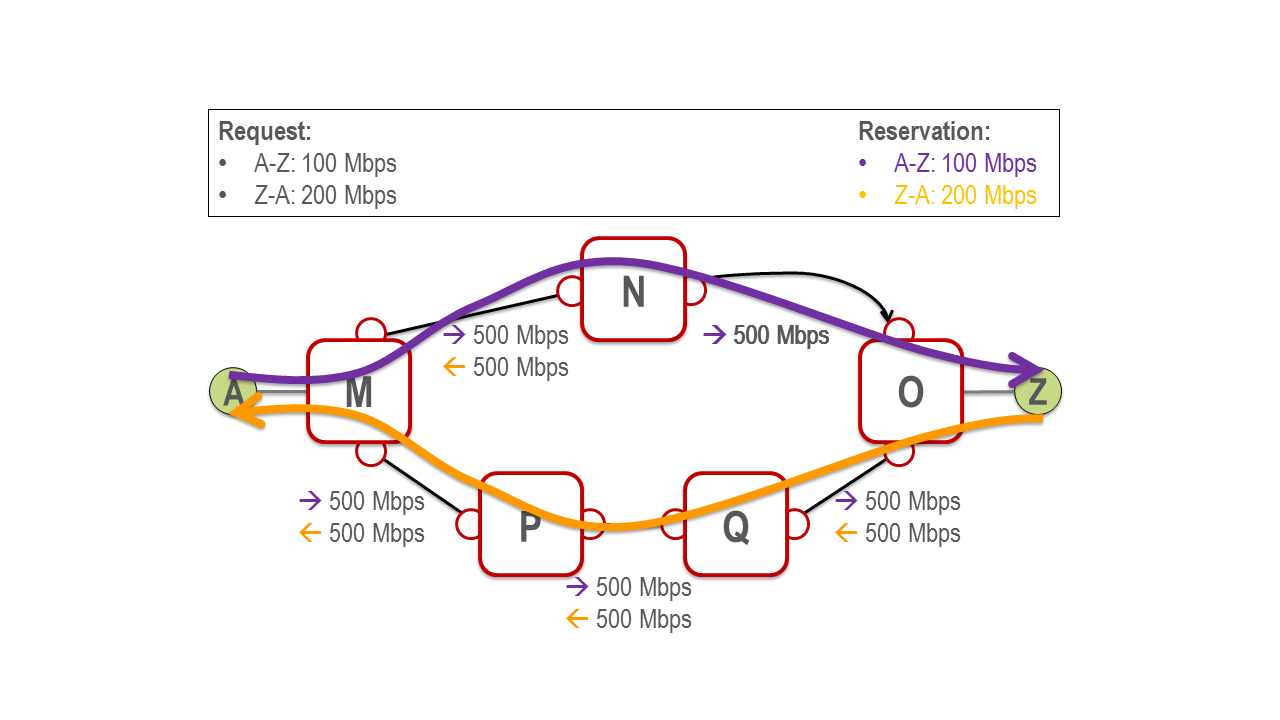 Request:
• A-Z: 100 Mbps
• Z-A: 200 Mbps
Reservation:
• A-Z: 100 Mbps
• Z-A: 200 Mbps
N
→ 500 Mbps
← 500 Mbps
→ 500 Mbps
A
M
O
Z
→ 500 Mbps
← 500 Mbps
P
Q
→ 500 Mbps
← 500 Mbps
→ 500 Mbps
← 500 Mbps